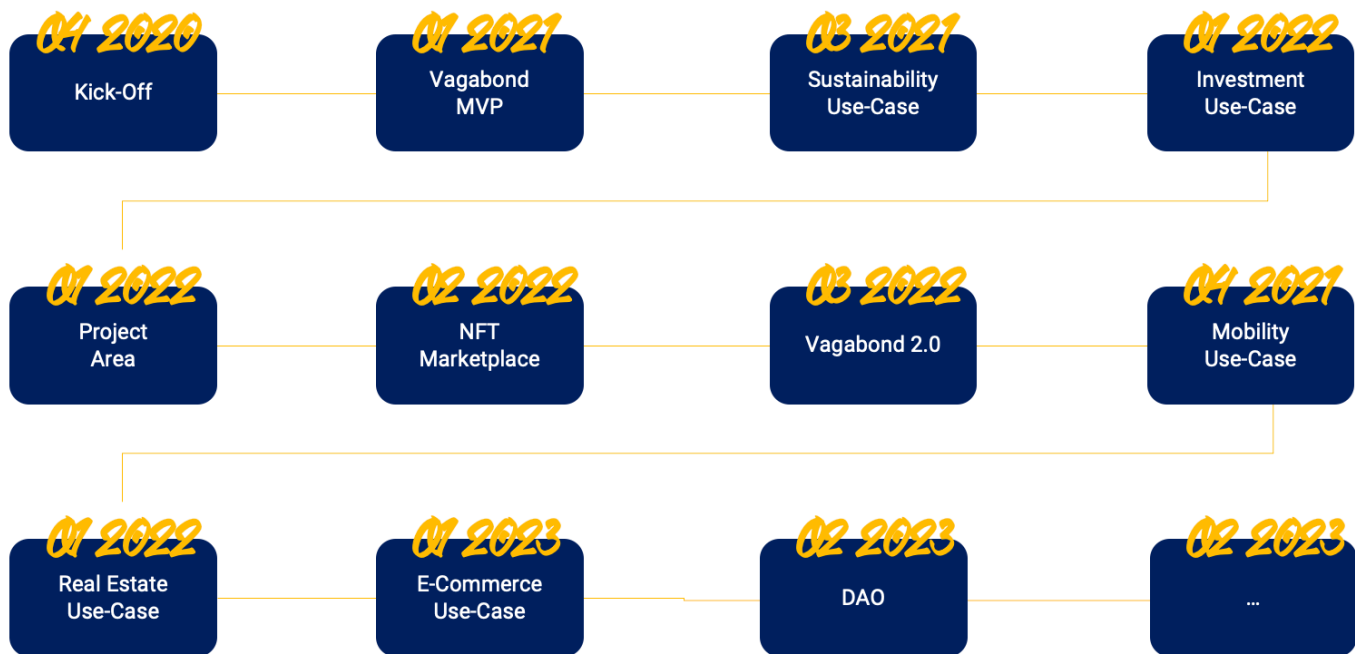 Q4 2020
Kick-Off
Q1 2021
Vagabond
MVP
Q3 2021
Sustainability
Use-Case
Q1 2022
Investment
Use-Case
Q1 2022
Project
Area
Q2 2022
NFT
Marketplace
Q3 2022
Vagabond 2.0
Q4 2021
Mobility
Use-Case
Q1 2022
Real Estate
Use-Case
Q1 2023
E-Commerce
Use-Case
Q2 2023
DAO
Q2 2023
...